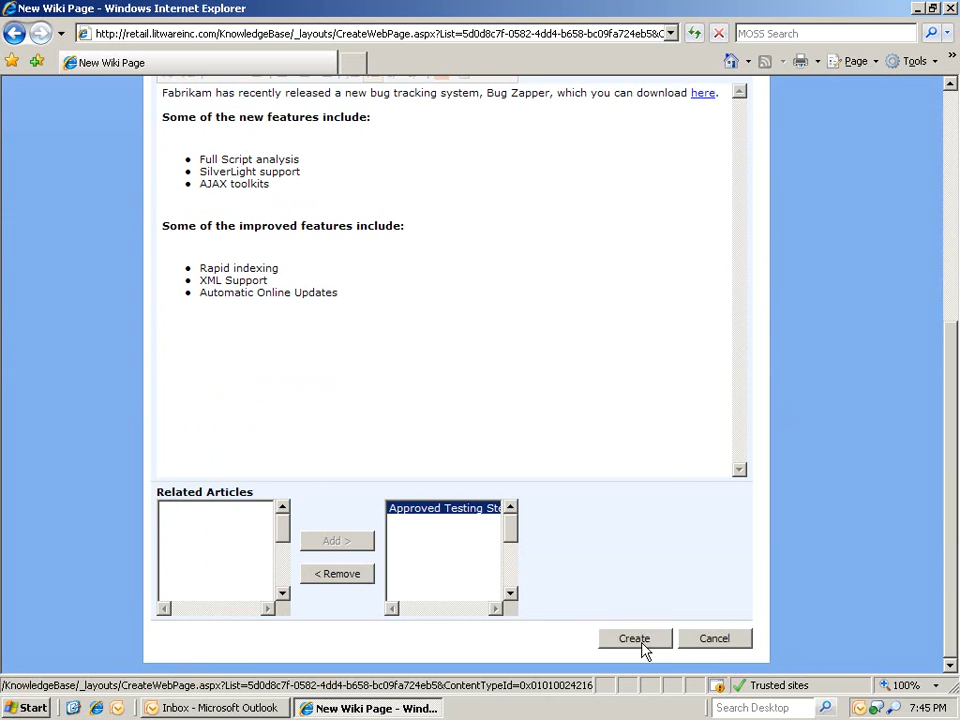 New Wiki Page - Windows Internet Explorer
http://retail.litwareinc.com/KnowledgeBase/_layouts/CreateWebPage.aspx?List=5d0d8c7f-0582-4dd4-b658-bc09fa724eb5&C
MOSS Search
New Wiki Page
Page
Tools
Fabrikam has recently released a new bug tracking system, Bug Zapper, which you can download here.
Some of the new features include:
Full Script analysis
SilverLight support
AJAX toolkits
Some of the improved features include:
Rapid indexing
XML Support
Automatic Online Updates
Related Articles
Approved Testing Ste
Add >
< Remove
Create
Cancel
/KnowledgeBase/_layouts/CreateWebPage.aspx?List=5d0d8c7f-0582-4dd4-b658-bc09fa724eb5&ContentTypeId=0x01010024216
Trusted sites
100%
Start
Inbox - Microsoft Outlook
New Wiki Page - Wind...
Search Desktop
7:45 PM